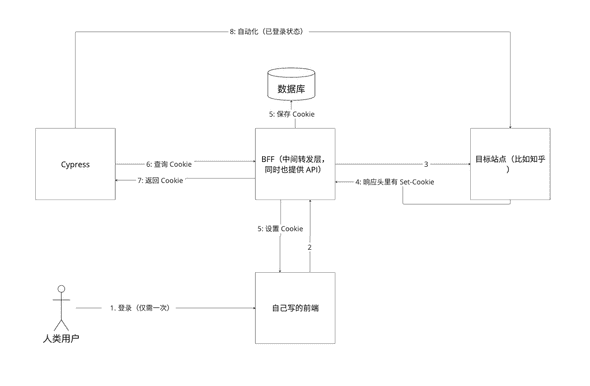 8: 自动化（已登录状态）
数据库
5: 保存 Cookie
Cypress
6: 查询 Cookie
7: 返回 Cookie
BFF（中间转发层，
同时也提供 API）
3
4: 响应头里有 Set-Cookie
目标站点（比如知乎
）
5: 设置 Cookie
2
1. 登录（仅需一次）
自己写的前端
人类用户